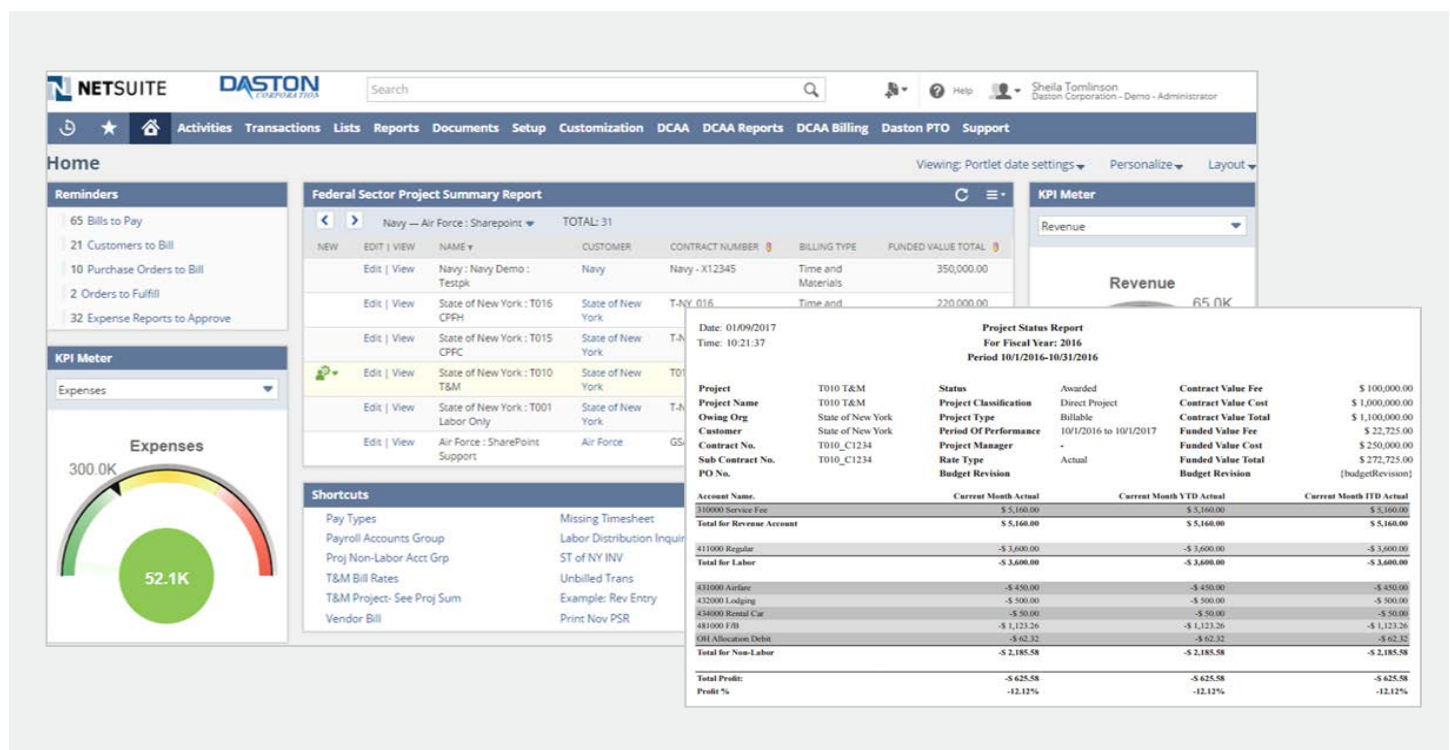 NETSUITE DASTON CORPORATION Search Help Sheila Tomlinson
Daston Corporation - Demo - Administrator
Activities Transactions Lists Reports Documents Setup Customization DCAA DCAA Reports DCAA Billing Daston PTO Support
Home Viewing: Portlet date settings Personalize Layout
Reminders
65 Bills to Pay
21 Customers to Bill
10 Purchase Orders to Bill
2 Orders to Fulfill
32 Expense Reports to Approve
KPI Meter
Expenses
Expenses
300.0K
52.1K
Federal Sector Project Summary Report
Navy — Air Force : Sharepoint TOTAL: 31
NEW EDIT | VIEW NAME CUSTOMER CONTRACT NUMBER BILLING TYPE FUNDED VALUE TOTAL
Edit | View Navy : Navy Demo : Navy Navy - X12345 Time and 350,000.00
Testpk Materials
Edit | View State of New York : T016 State of New T-NY_016 Time and 220,000.00
CPFH York
Edit | View State of New York : T015 State of New T-N
CPFC York
Edit | View State of New York : T010 State of New T01
T&M York
Edit | View State of New York : T001 State of New T-N
Labor Only York
Edit | View Air Force : SharePoint Air Force GS
Support
Shortcuts
Pay Types Missing Timesheet
Payroll Accounts Group Labor Distribution Inquir
Proj Non-Labor Acct Grp ST of NY INV
T&M Bill Rates Unbilled Trans
T&M Project- See Proj Sum Example: Rev Entry
Vendor Bill Print Nov PSR
KPI Meter
Revenue
Revenue
65.0K
Date: 01/09/2017 Project Status Report
Time: 10:21:37 For Fiscal Year: 2016
Period 10/1/2016-10/31/2016
Project T010 T&M Status Awarded Contract Value Fee $ 100,000.00
Project Name T010 T&M Project Classification Direct Project Contract Value Cost $ 1,000,000.00
Owing Org State of New York Project Type Billable Contract Value Total $ 1,100,000.00
Customer State of New York Period Of Performance 10/1/2016 to 10/1/2017 Funded Value Fee $ 22,725.00
Contract No. T010_C1234 Project Manager - Funded Value Cost $ 250,000.00
Sub Contract No. T010_C1234 Rate Type Actual Funded Value Total $ 272,725.00
PO No. Budget Revision Budget Revision {budgetRevision}
Account Name. Current Month Actual Current Month YTD Actual Current Month ITD Actual
310000 Service Fee $ 5,160.00 $ 5,160.00 $ 5,160.00
Total for Revenue Account $ 5,160.00 $ 5,160.00 $ 5,160.00
411000 Regular -$ 3,600.00 -$ 3,600.00 -$ 3,600.00
Total for Labor -$ 3,600.00 -$ 3,600.00 -$ 3,600.00
431000 Airfare -$ 450.00 -$ 450.00 -$ 450.00
432000 Lodging -$ 500.00 -$ 500.00 -$ 500.00
434000 Rental Car -$ 50.00 -$ 50.00 -$ 50.00
481000 F/B -$ 1,123.26 -$ 1,123.26 -$ 1,123.26
OH Allocation Debit -$ 62.32 -$ 62.32 -$ 62.32
Total for Non-Labor -$ 2,185.58 -$ 2,185.58 -$ 2,185.58
Total Profit: -$ 625.58 -$ 625.58 -$ 625.58
Profit % -12.12% -12.12% -12.12%